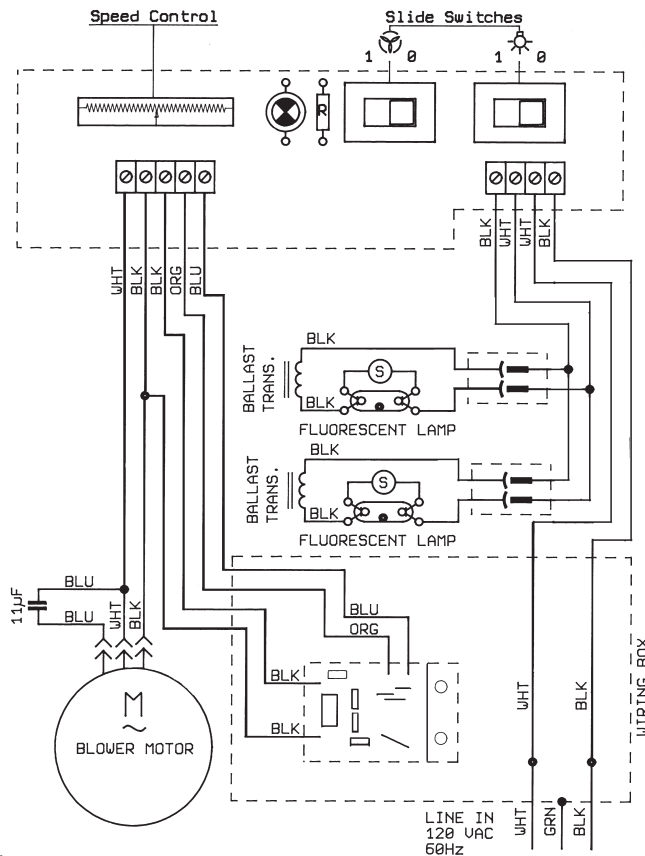 Speed Control
Slide Switches
1 0
1 0
R
WHT
BLK
BLK
ORG
BLU
BLK
WHT
WHT
BLK
BLK
BALLAST
TRANS.
S
BLK
FLUORESCENT LAMP
BLK
BALLAST
TRANS.
S
BLK
FLUORESCENT LAMP
11µF
BLU
BLU
WHT
BLK
BLU
ORG
BLK
BLK
M
~
BLOWER MOTOR
WHT
BLK
WIRING BOX
LINE IN
120 VAC
60Hz
WHT
GRN
BLK